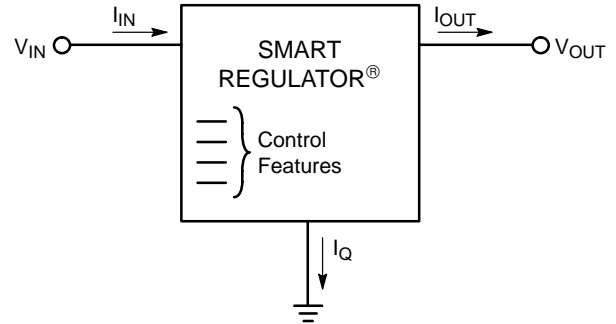 I_IN
I_OUT
V_IN
SMART
REGULATOR®
V_OUT
Control
Features
I_Q